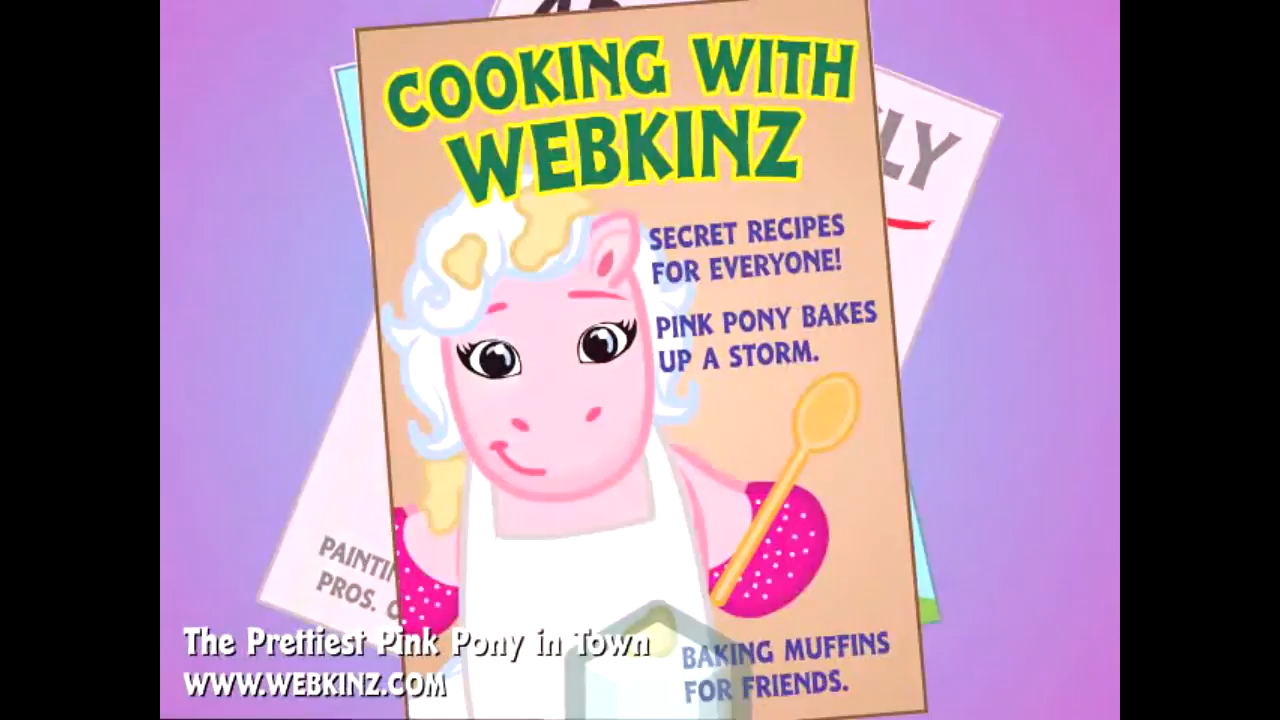 COOKING WITH
WEBKINZ
LY
SECRET RECIPES
FOR EVERYONE!
PINK PONY BAKES
UP A STORM.
PROS.
The Prettiest Pink Pony in Town
WWW.WEBKINZ.COM
BAKING MUFFINS
FOR FRIENDS.